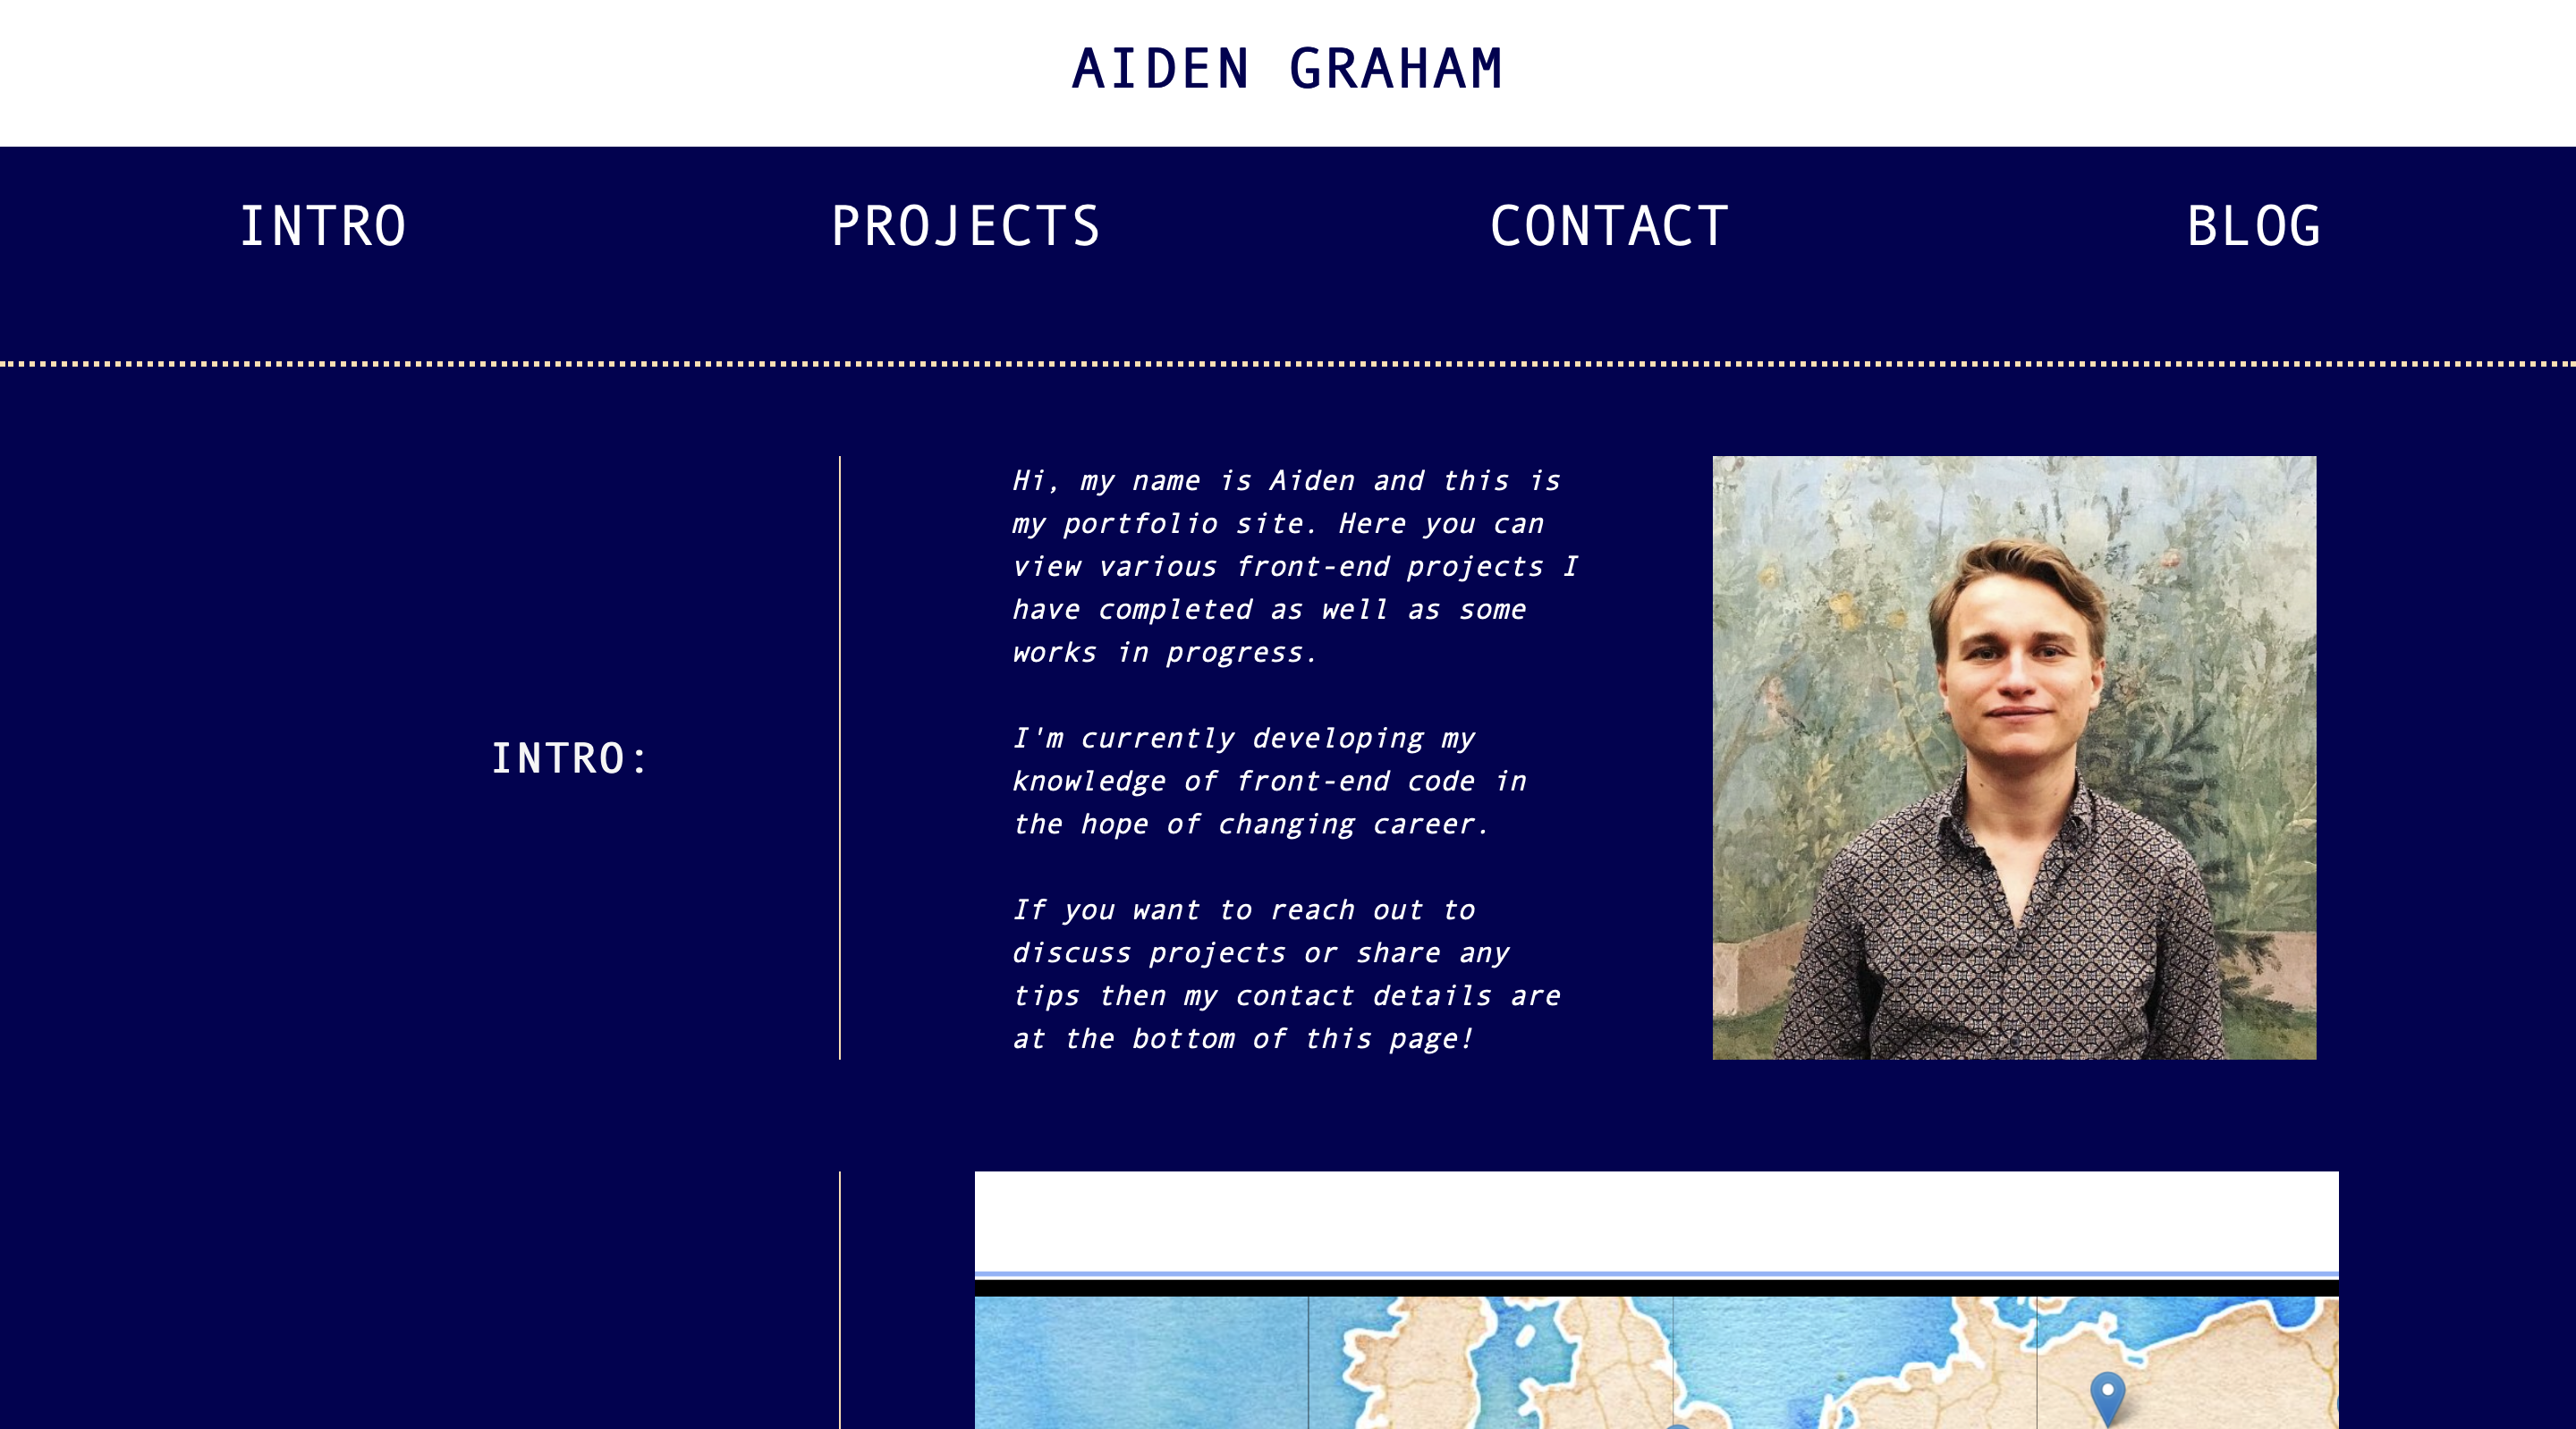 AIDEN GRAHAM
INTRO
PROJECTS
CONTACT
BLOG
INTRO:
Hi, my name is Aiden and this is
my portfolio site. Here you can
view various front-end projects I
have completed as well as some
works in progress.
I'm currently developing my
knowledge of front-end code in
the hope of changing career.
If you want to reach out to
discuss projects or share any
tips then my contact details are
at the bottom of this page!